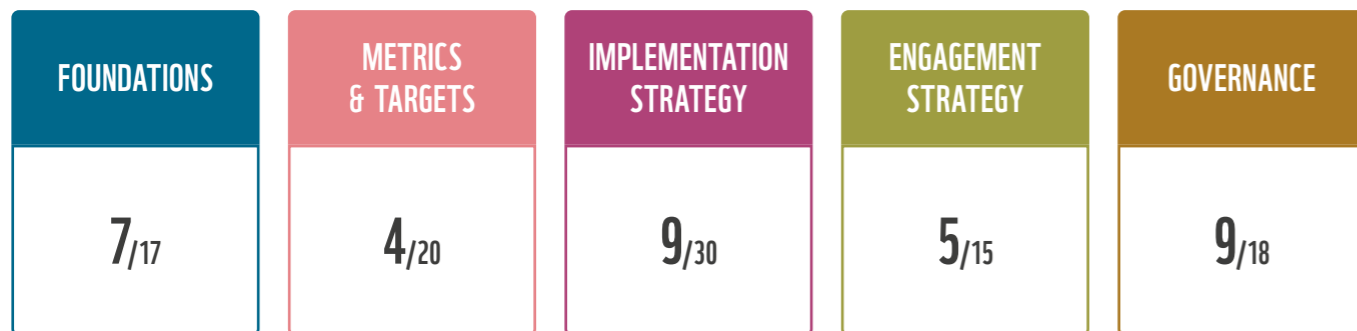 FOUNDATIONS
METRICS
& TARGETS
IMPLEMENTATION
STRATEGY
ENGAGEMENT
STRATEGY
GOVERNANCE
7/17
4/20
9/30
5/15
9/18